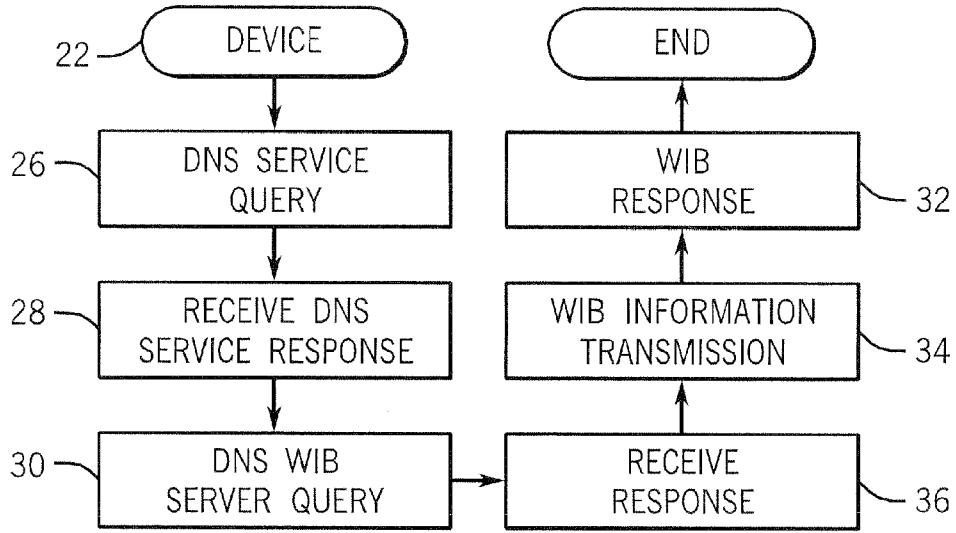 DEVICE
22
DNS SERVICE
QUERY
26
RECEIVE DNS
SERVICE RESPONSE
28
DNS WIB
SERVER QUERY
30
RECEIVE
RESPONSE
36
WIB INFORMATION
TRANSMISSION
34
WIB
RESPONSE
32
END